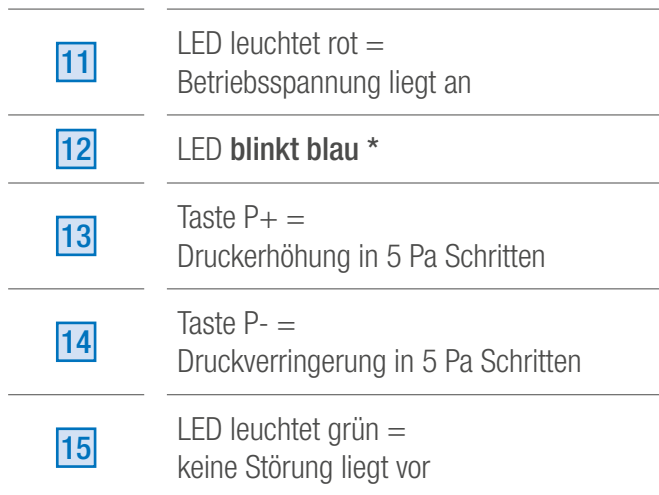 11
LED leuchtet rot =
Betriebsspannung liegt an
12
LED blinkt blau *
13
Taste P+ =
Druckerhöhung in 5 Pa Schritten
14
Taste P- =
Druckverringerung in 5 Pa Schritten
15
LED leuchtet grün =
keine Störung liegt vor